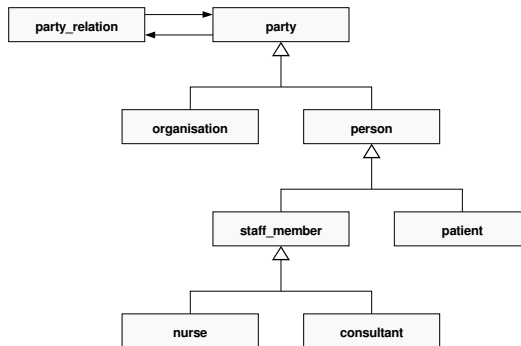 party_relation
party
organisation
person
staff_member
patient
nurse
consultant